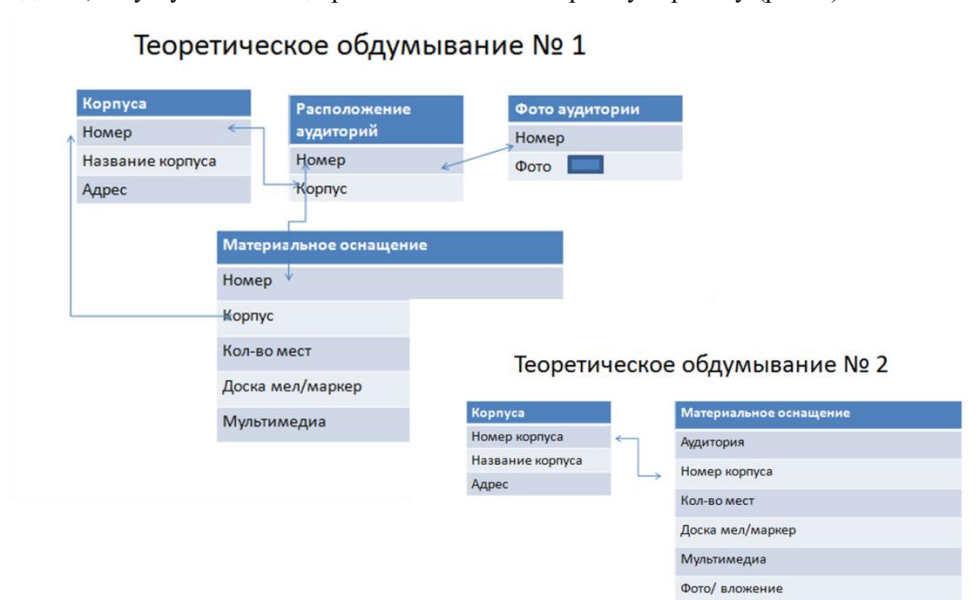 Теоретическое обдумывание № 1
Корпуса
Номер
Название корпуса
Адрес
Расположение
аудиторий
Номер
Корпус
Фото аудитории
Номер
Фото
Материальное оснащение
Номер
Корпус
Кол-во мест
Доска мел/маркер
Мультимедиа
Теоретическое обдумывание № 2
Корпуса
Номер корпуса
Название корпуса
Адрес
Материальное оснащение
Аудитория
Номер корпуса
Кол-во мест
Доска мел/маркер
Мультимедиа
Фото/ вложение